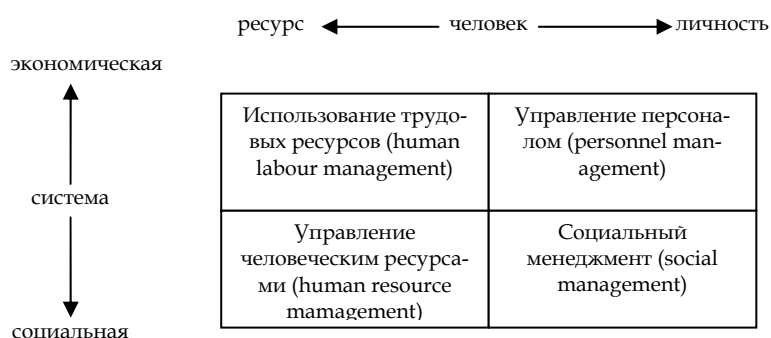 ресурс человек личность
экономическая
Использование трудо-
вых ресурсов (human
labour management)
Управление персона-
лом (personnel man-
agement)
система
Управление
человеческим ресурса-
ми (human resource
mamagement)
Социальный
менеджмент (social
management)
социальная